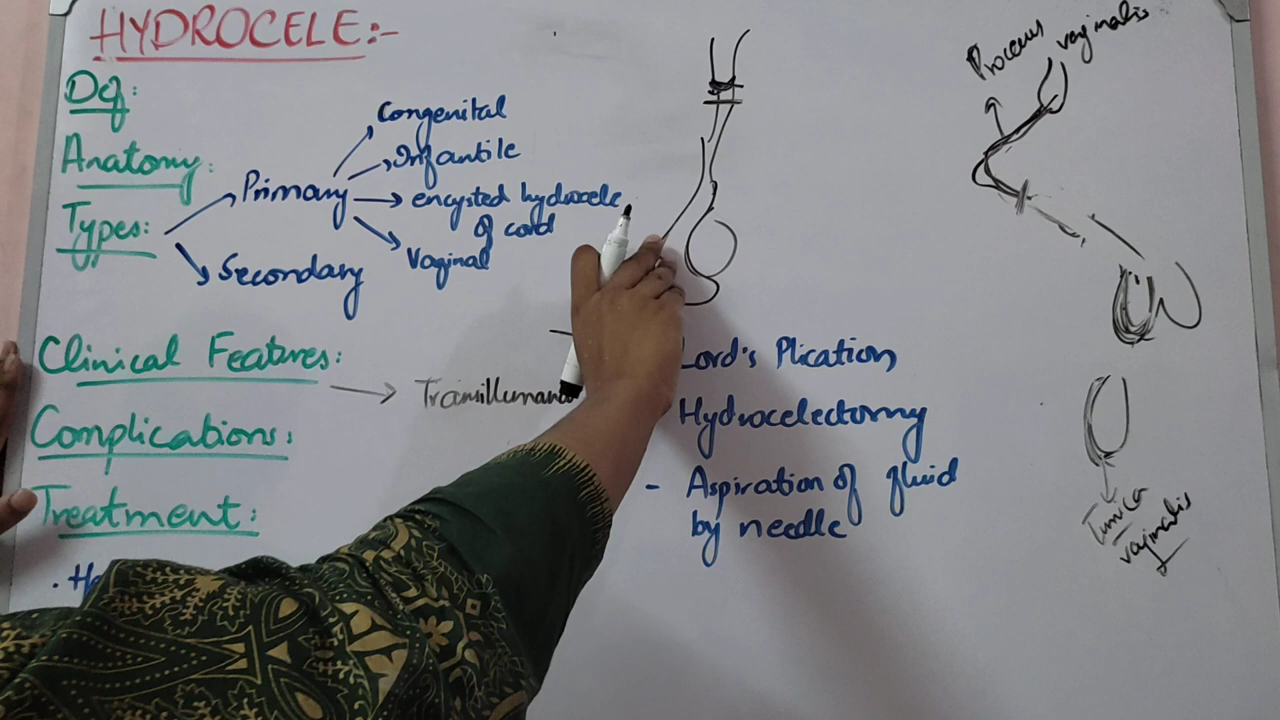 HYDROCELE:-
Def:
Anatomy:
Types:
Primary
Congenital
Infantile
encysted hydrocele
of cord
Vaginal
Secondary
Clinical Features:
Complications:
Treatment:
Lord's Plication
Hydrocelectomy
- Aspiration of fluid
by needle
Processus
vaginalis
Tunica
vaginalis